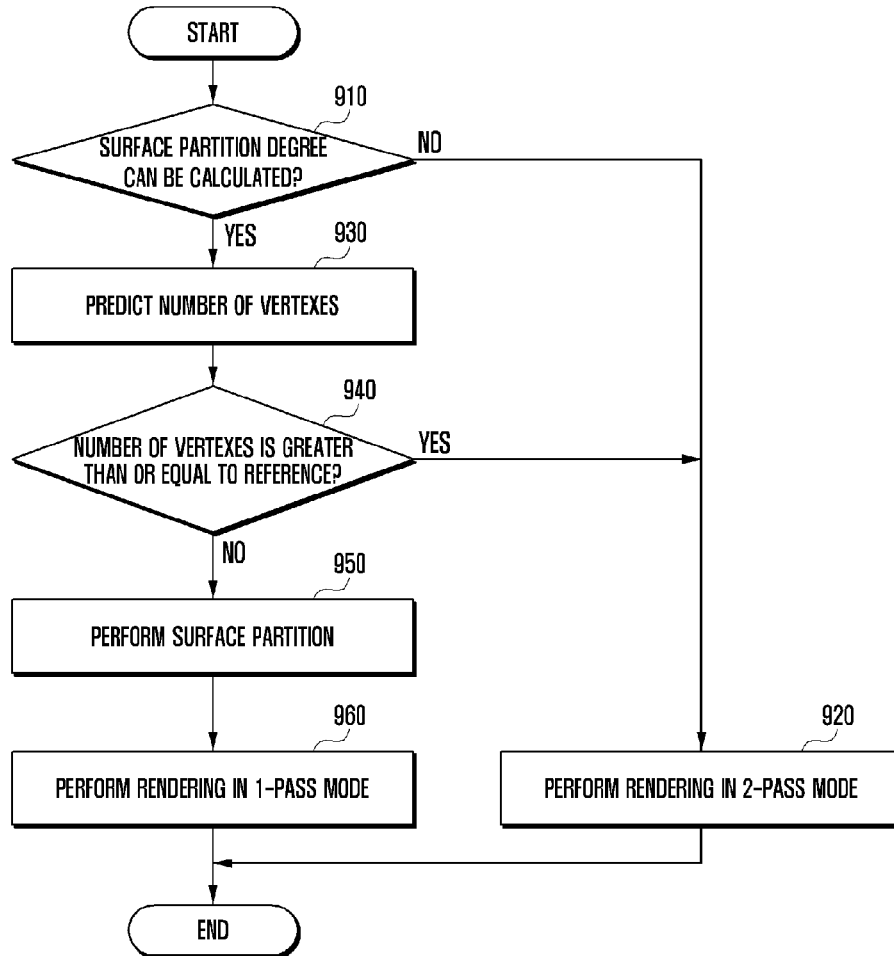 START
910
SURFACE PARTITION DEGREE
CAN BE CALCULATED?
NO
YES
930
PREDICT NUMBER OF VERTEXES
940
NUMBER OF VERTEXES IS GREATER
THAN OR EQUAL TO REFERENCE?
YES
NO
950
PERFORM SURFACE PARTITION
960
PERFORM RENDERING IN 1-PASS MODE
920
PERFORM RENDERING IN 2-PASS MODE
END